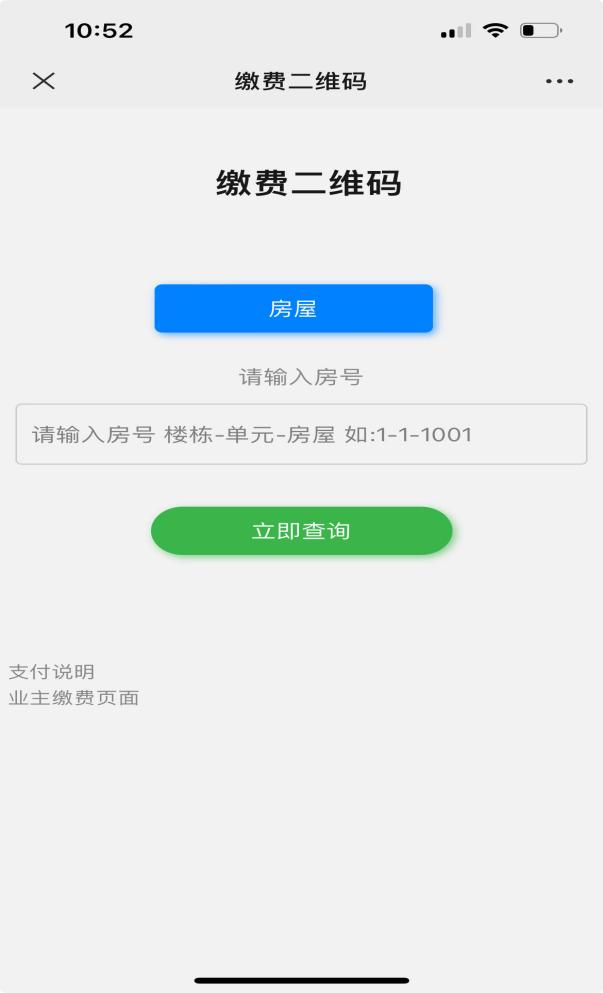 10:52
缴费二维码
缴费二维码
房屋
请输入房号
请输入房号 楼栋-单元-房屋 如:1-1-1001
立即查询
支付说明
业主缴费页面